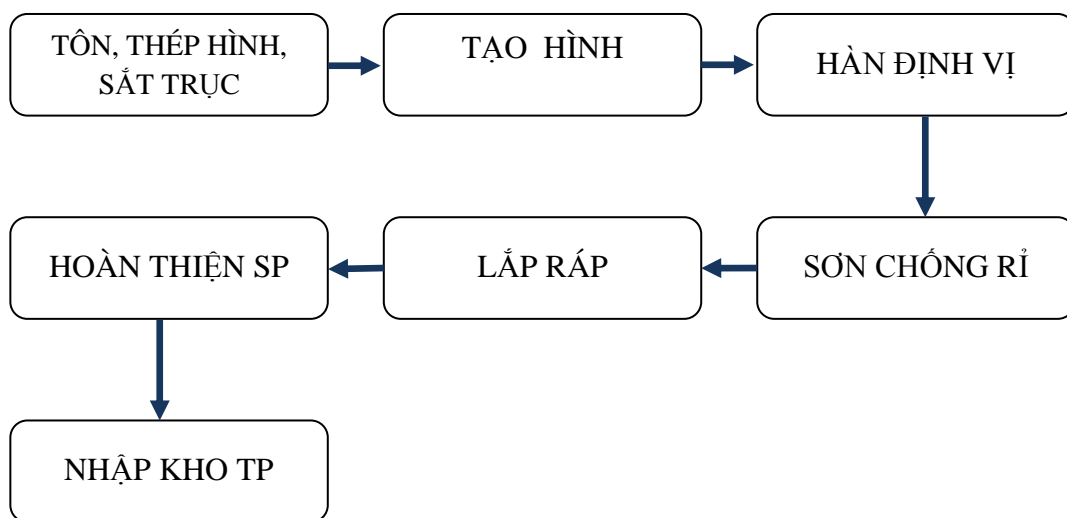 TÔN, THÉP HÌNH,
SẮT TRỤC
TẠO HÌNH
HÀN ĐỊNH VỊ
SƠN CHỐNG RỈ
LẮP RÁP
HOÀN THIỆN SP
NHẬP KHO TP